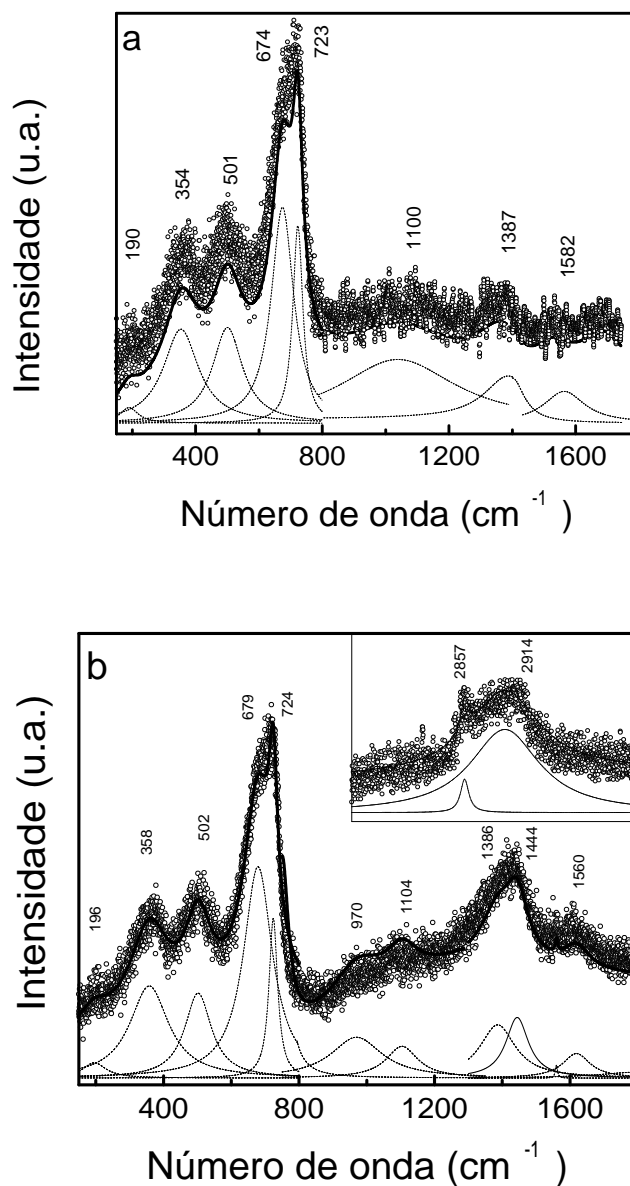 a
674 723
354 501
190
1100 1387
1582
Intensidade (u.a.)
400 800 1200 1600
Número de onda (cm -1 )
b
2857 2914
679 724
358 502
196
970 1104
1386 1444
1560
Intensidade (u.a.)
400 800 1200 1600
Número de onda (cm -1 )